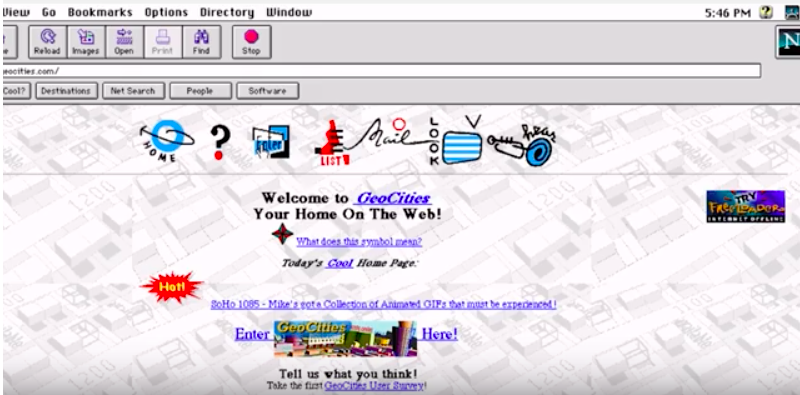 View Go Bookmarks Options Directory Window 5:46 PM
Reload Images Open Print Find Stop
geocities.com/
Cool? Destinations Net Search People Software
HOME ? Enter LIST! Mail LOOK hear
Welcome to GeoCities
Your Home On The Web!
TRY
FREELOADER
INTERNET OFFLINE
What does this symbol mean?
Today's Cool Home Page:
Hot!
SoHo 1085 - Mike's got a Collection of Animated GIFs that must be experienced!
Enter GeoCities Here!
Tell us what you think!
Take the first GeoCities User Survey!